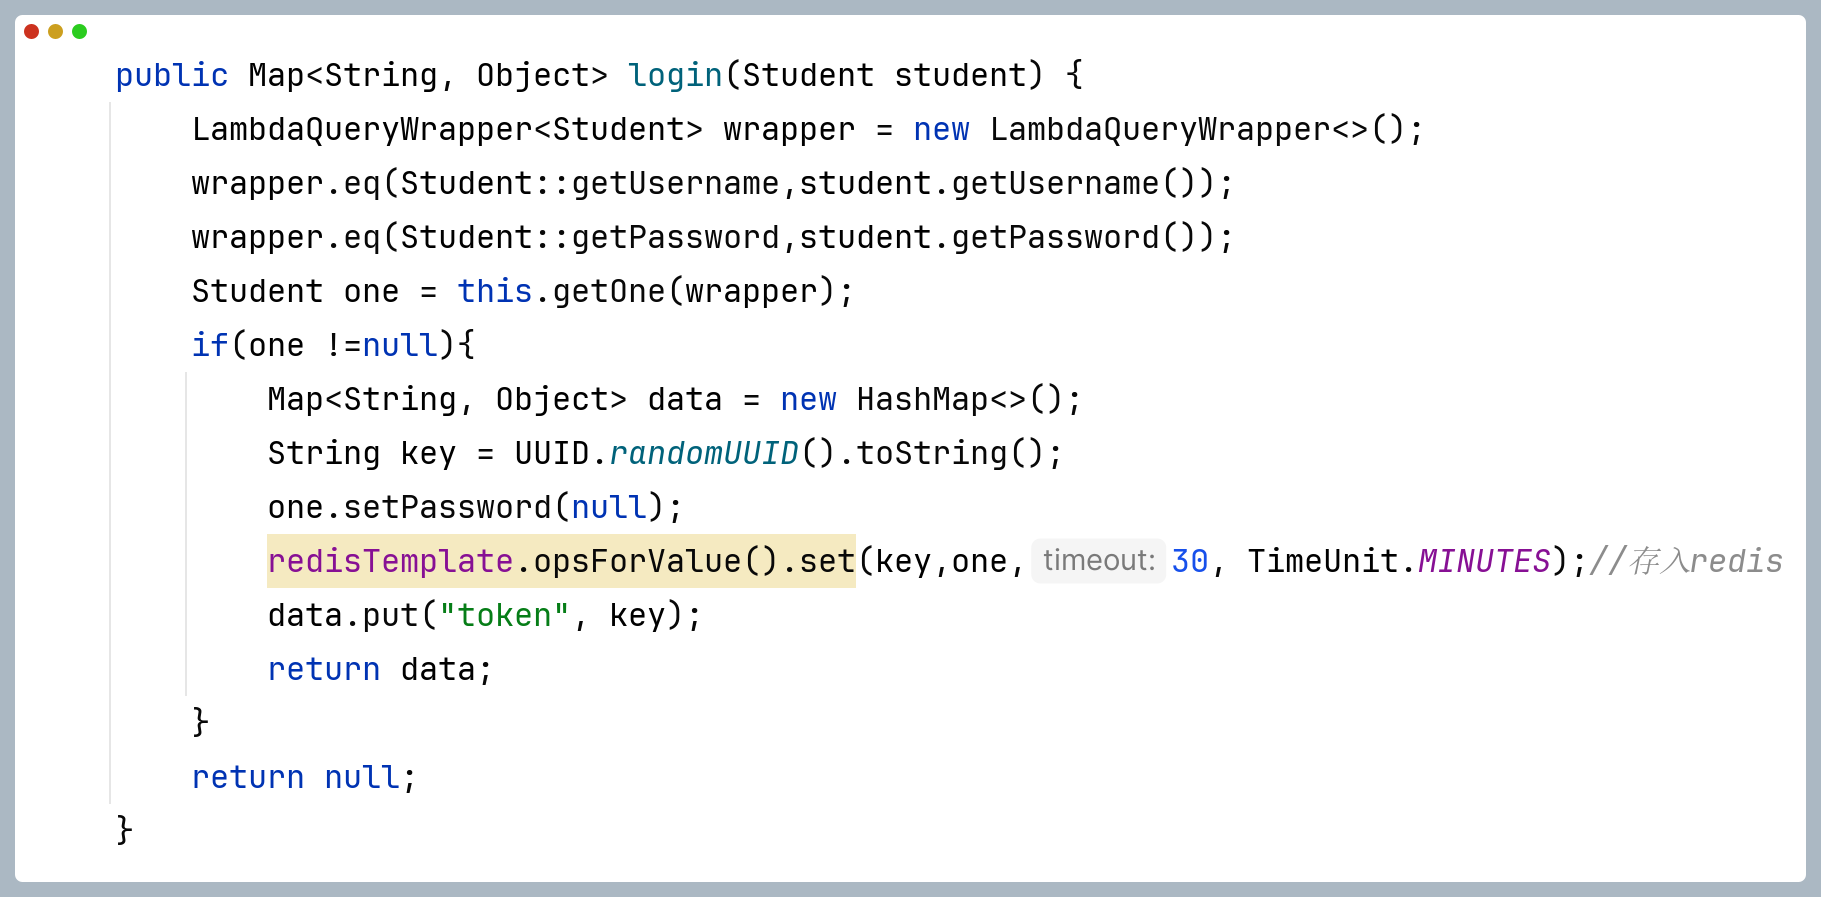 public Map<String, Object> login(Student student) {
LambdaQueryWrapper<Student> wrapper = new LambdaQueryWrapper<>();
wrapper.eq(Student::getUsername,student.getUsername());
wrapper.eq(Student::getPassword,student.getPassword());
Student one = this.getOne(wrapper);
if(one !=null){
Map<String, Object> data = new HashMap<>();
String key = UUID.randomUUID().toString();
one.setPassword(null);
redisTemplate.opsForValue().set(key,one, timeout: 30, TimeUnit.MINUTES);//存入redis
data.put("token", key);
return data;
}
return null;
}